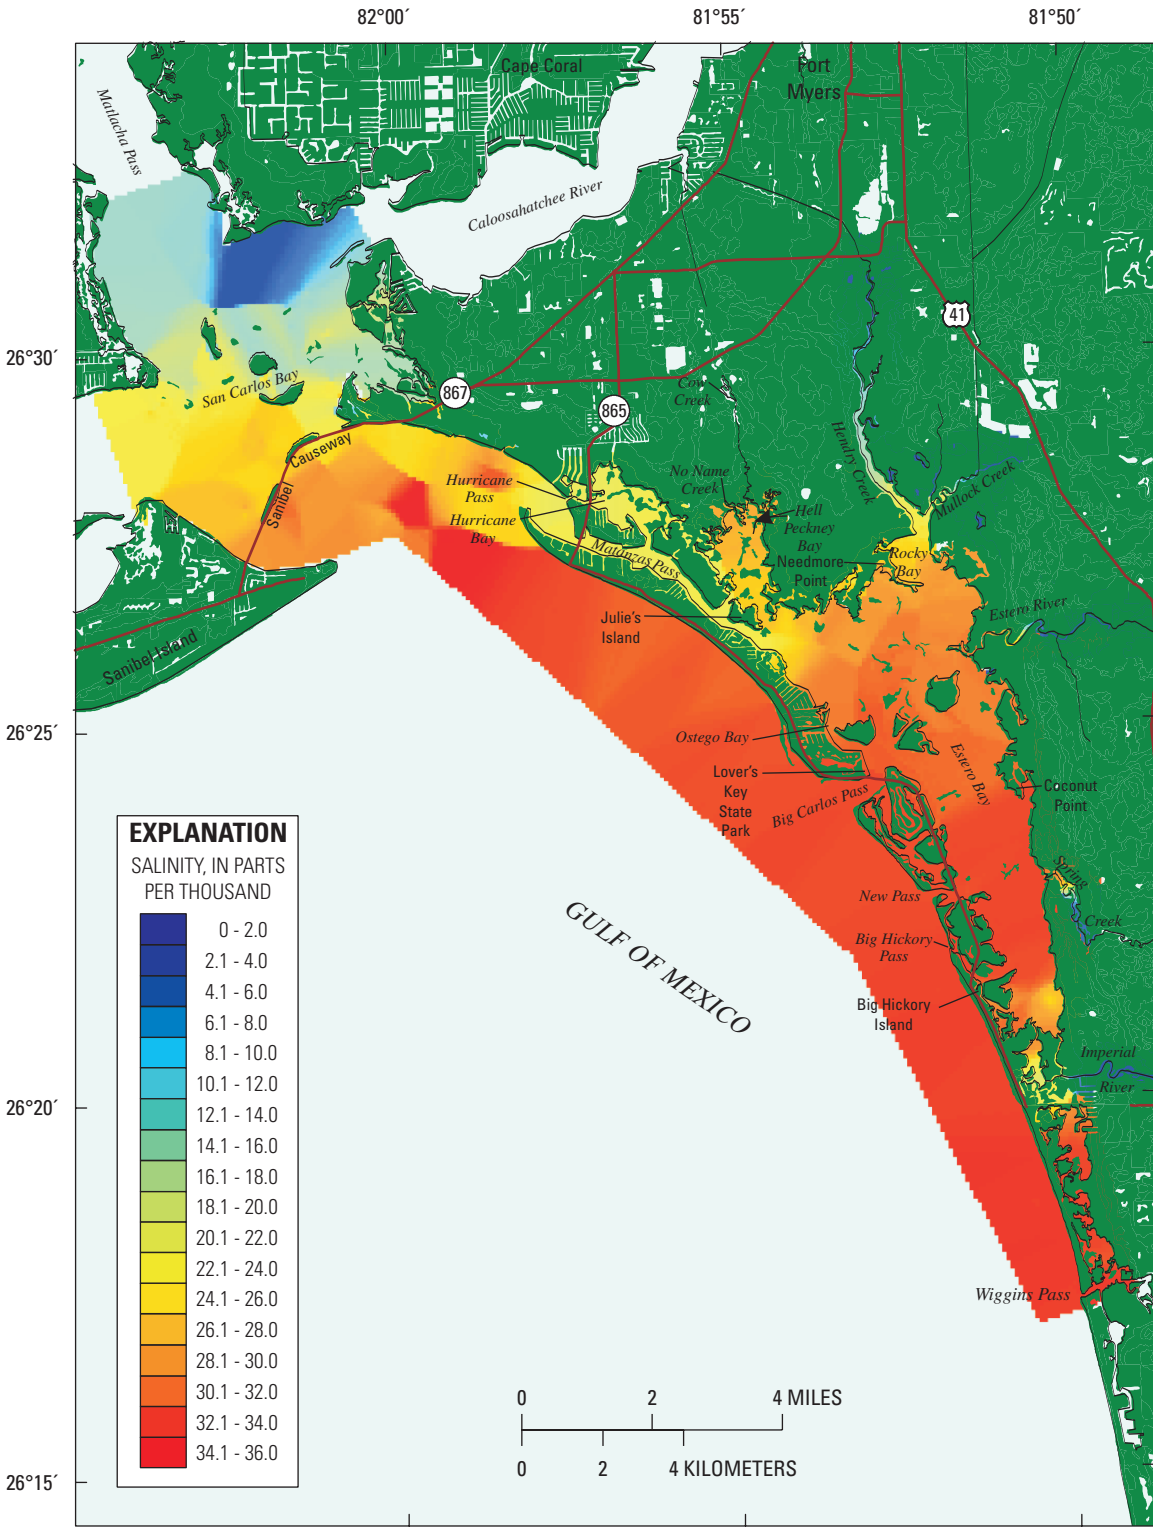 82°00´
81°55´
81°50´
Cape Coral
Fort
Myers
Matlacha Pass
Caloosahatchee River
26°30´
41
San Carlos Bay
867
865
Cow
Creek
Hendry Creek
Mullock Creek
Sanibel
Causeway
Hurricane
Pass
Hurricane
Bay
No Name
Creek
Hell
Peckney
Bay
Needmore
Point
Rocky
Bay
Matanzas Pass
Julie's
Island
Estero River
Sanibel Island
26°25´
Ostego Bay
Lover's
Key
State
Park
Big Carlos Pass
Estero Bay
Coconut
Point
EXPLANATION
SALINITY, IN PARTS
PER THOUSAND
0 - 2.0
2.1 - 4.0
4.1 - 6.0
6.1 - 8.0
8.1 - 10.0
10.1 - 12.0
12.1 - 14.0
14.1 - 16.0
16.1 - 18.0
18.1 - 20.0
20.1 - 22.0
22.1 - 24.0
24.1 - 26.0
26.1 - 28.0
28.1 - 30.0
30.1 - 32.0
32.1 - 34.0
34.1 - 36.0
Spring
Creek
New Pass
Big Hickory
Pass
Big Hickory
Island
GULF OF MEXICO
Imperial
River
26°20´
Wiggins Pass
0 2 4 MILES
0 2 4 KILOMETERS
26°15´